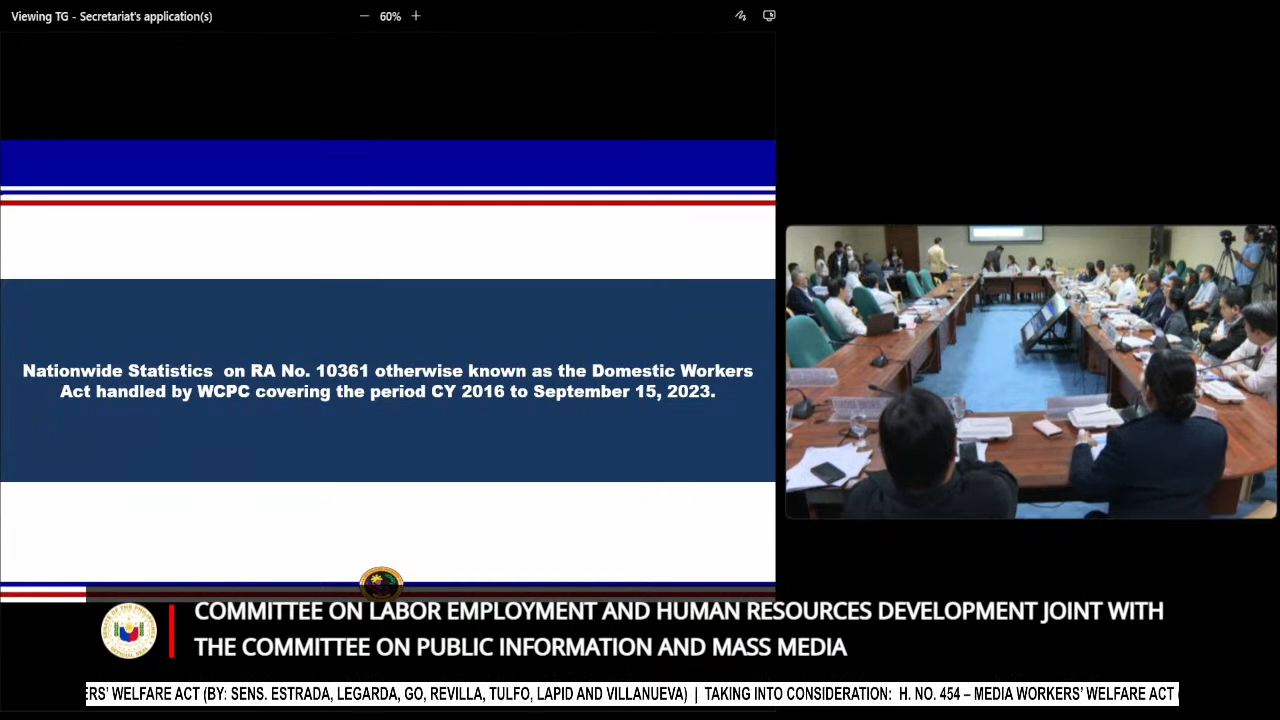 Viewing TG - Secretariat's application(s)
60%
Nationwide Statistics on RA No. 10361 otherwise known as the Domestic Workers
Act handled by WCPC covering the period CY 2016 to September 15, 2023.
COMMITTEE ON LABOR EMPLOYMENT AND HUMAN RESOURCES DEVELOPMENT JOINT WITH
THE COMMITTEE ON PUBLIC INFORMATION AND MASS MEDIA
ERS' WELFARE ACT (BY: SENS. ESTRADA, LEGARDA, GO, REVILLA, TULFO, LAPID AND VILLANUEVA) | TAKING INTO CONSIDERATION: H. NO. 454 – MEDIA WORKERS' WELFARE ACT (